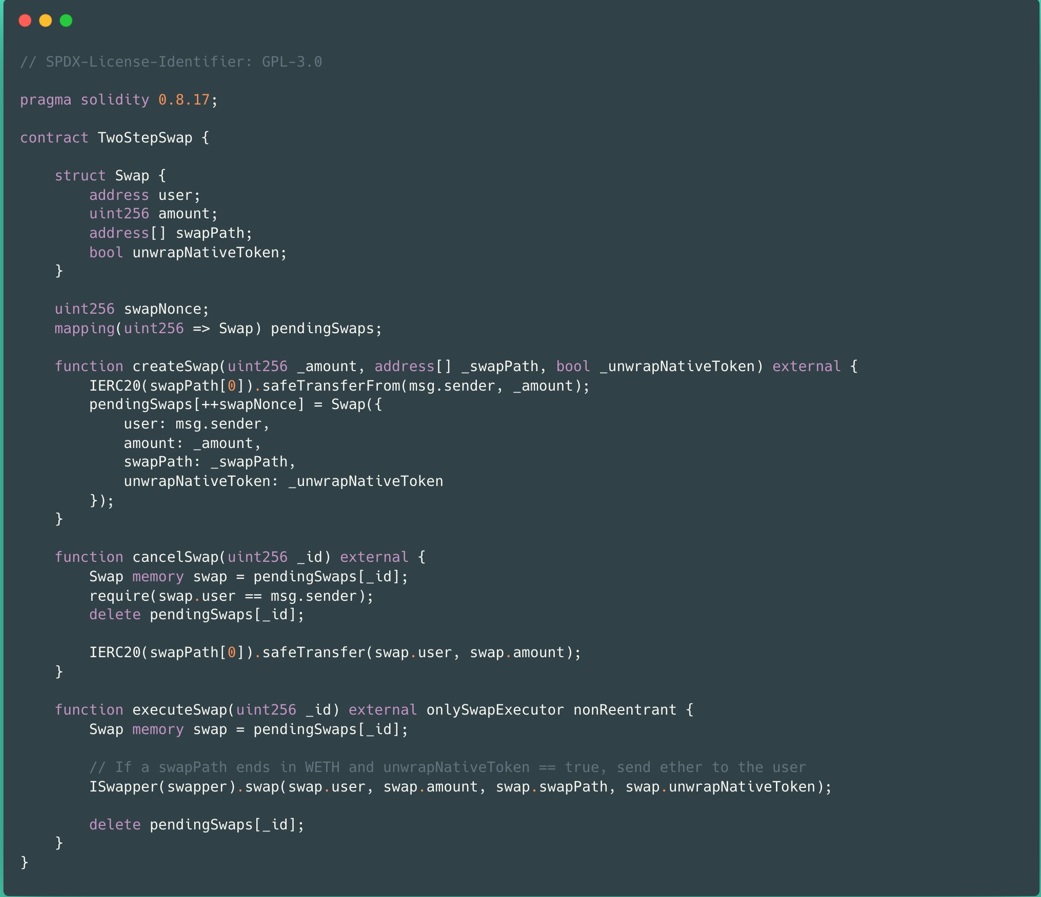 // SPDX-License-Identifier: GPL-3.0
pragma solidity 0.8.17;
contract TwoStepSwap {
struct Swap {
address user;
uint256 amount;
address[] swapPath;
bool unwrapNativeToken;
}
uint256 swapNonce;
mapping(uint256 => Swap) pendingSwaps;
function createSwap(uint256 _amount, address[] _swapPath, bool _unwrapNativeToken) external {
IERC20(swapPath[0]).safeTransferFrom(msg.sender, _amount);
pendingSwaps[++swapNonce] = Swap({
user: msg.sender,
amount: _amount,
swapPath: _swapPath,
unwrapNativeToken: _unwrapNativeToken
});
}
function cancelSwap(uint256 _id) external {
Swap memory swap = pendingSwaps[_id];
require(swap.user == msg.sender);
delete pendingSwaps[_id];
IERC20(swapPath[0]).safeTransfer(swap.user, swap.amount);
}
function executeSwap(uint256 _id) external onlySwapExecutor nonReentrant {
Swap memory swap = pendingSwaps[_id];
// If a swapPath ends in WETH and unwrapNativeToken == true, send ether to the user
ISwapper(swapper).swap(swap.user, swap.amount, swap.swapPath, swap.unwrapNativeToken);
delete pendingSwaps[_id];
}
}